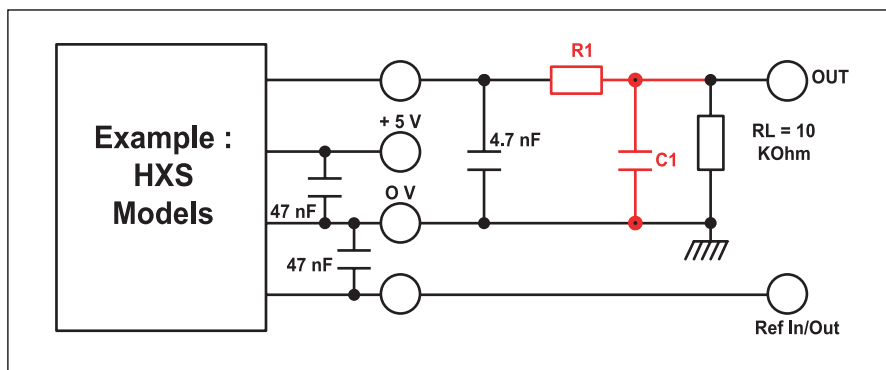 R1
OUT
+ 5 V
Example :
HXS
Models
4.7 nF
RL = 10
KOhm
C1
47 nF
O V
47 nF
Ref In/Out